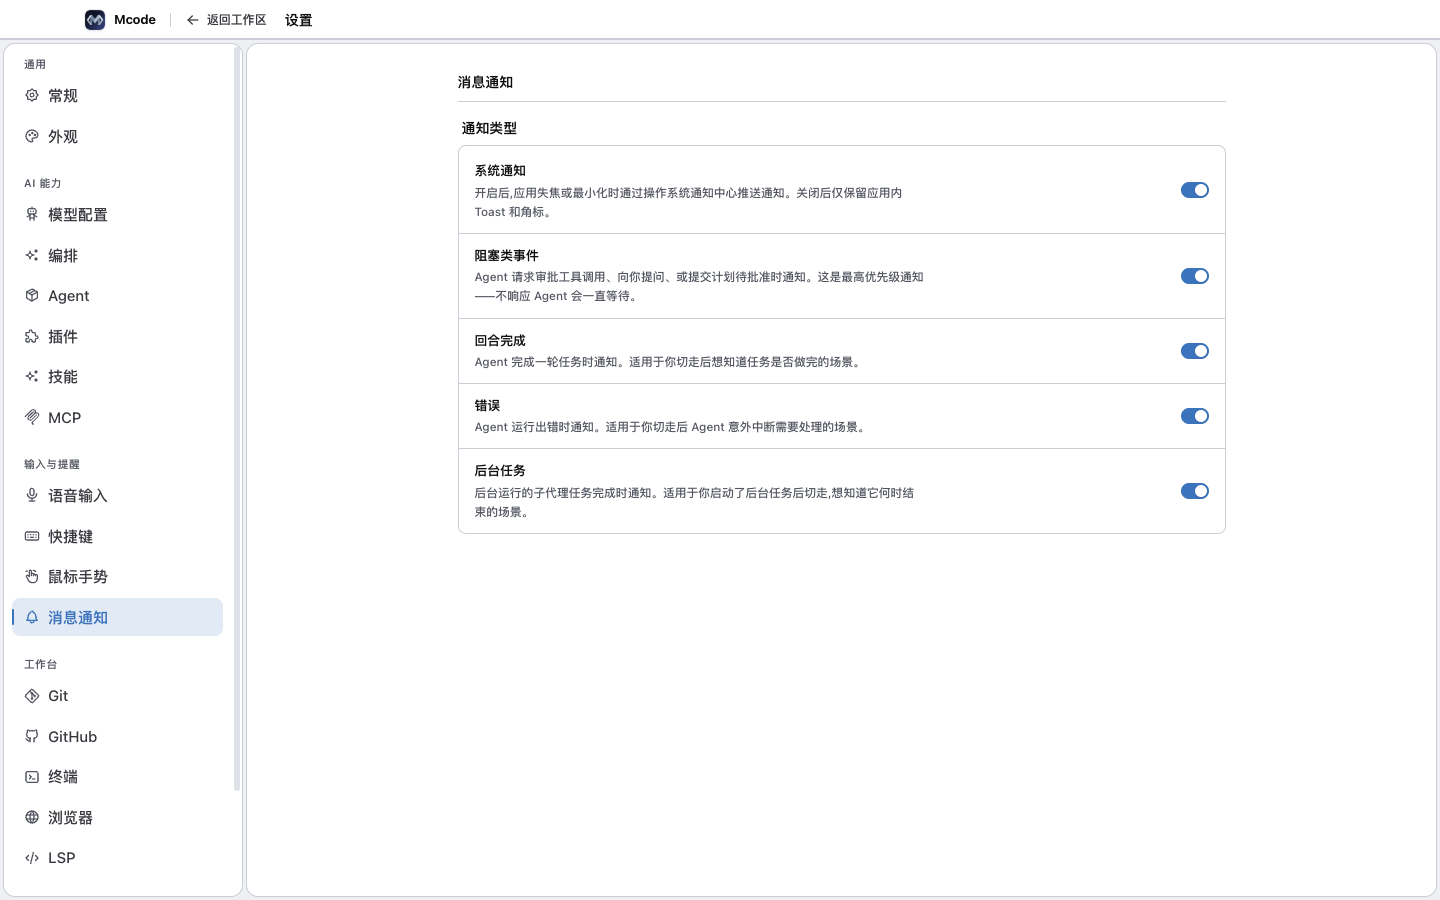 Mcode
返回工作区
设置
通用
常规
外观
AI 能力
模型配置
编排
Agent
插件
技能
MCP
输入与提醒
语音输入
快捷键
鼠标手势
消息通知
工作台
Git
GitHub
终端
浏览器
LSP
消息通知
通知类型
系统通知
开启后,应用失焦或最小化时通过操作系统通知中心推送通知。关闭后仅保留应用内
Toast 和角标。
阻塞类事件
Agent 请求审批工具调用、向你提问、或提交计划待批准时通知。这是最高优先级通知
——不响应 Agent 会一直等待。
回合完成
Agent 完成一轮任务时通知。适用于你切走后想知道任务是否做完的场景。
错误
Agent 运行出错时通知。适用于你切走后 Agent 意外中断需要处理的场景。
后台任务
后台运行的子代理任务完成时通知。适用于你启动了后台任务后切走,想知道它何时结
束的场景。